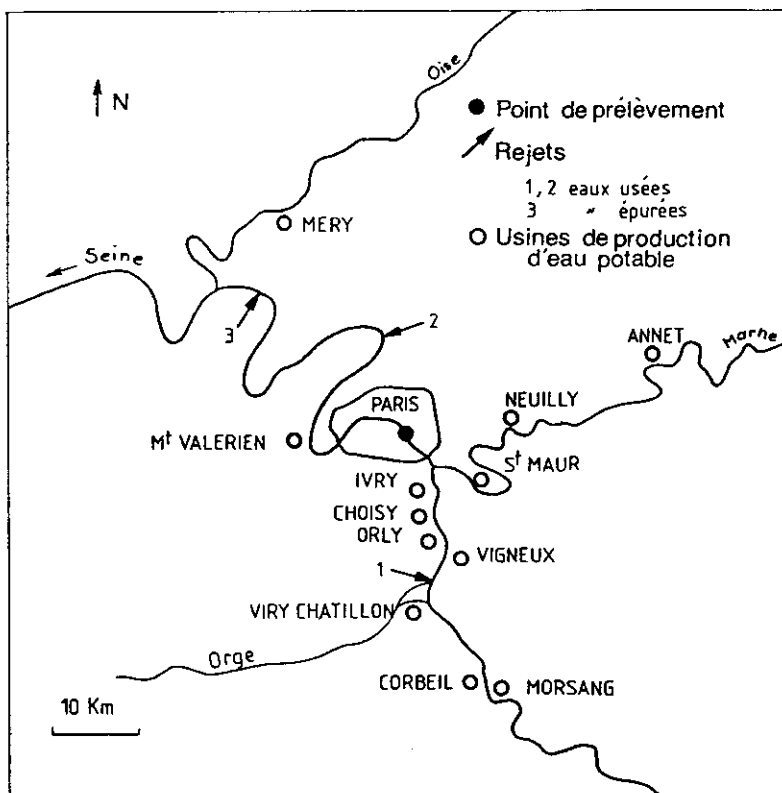 Oise
N
Point de prélèvement
Rejets
1,2 eaux usées
3 " épurées
Usines de production
d'eau potable
MERY
Seine
3
2
ANNET
Marne
NEUILLY
PARIS
Mt VALERIEN
St MAUR
IVRY
CHOISY
ORLY
VIGNEUX
1
VIRY CHATILLON
Orge
CORBEIL
MORSANG
10 Km